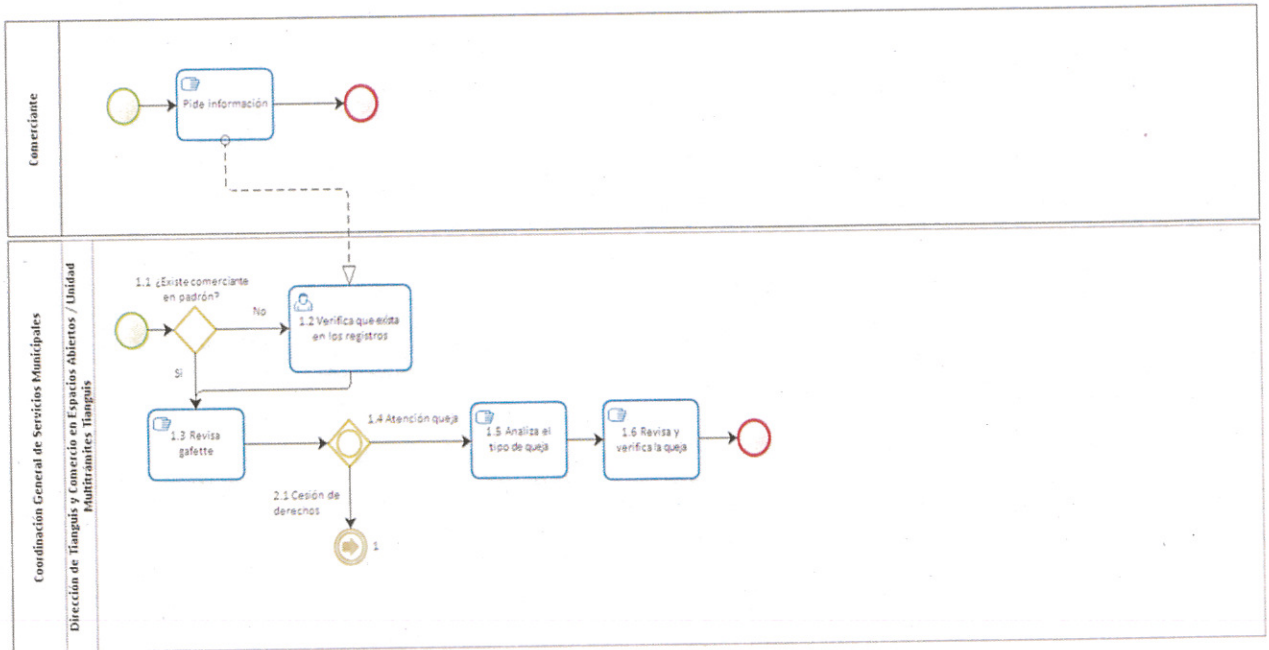 Comerciante
Pide información
Coordinación General de Servicios Municipales
Dirección de Tianguis y Comercio en Espacios Abiertos / Unidad
Multitrámites Tianguis
1.1 ¿Existe comerciante
en padrón?
No
1.2 Verifica que exista
en los registros
Si
1.3 Revisa
gafette
1.4 Atención queja
1.5 Analiza el
tipo de queja
1.6 Revisa y
verifica la queja
2.1 Cesión de
derechos
1